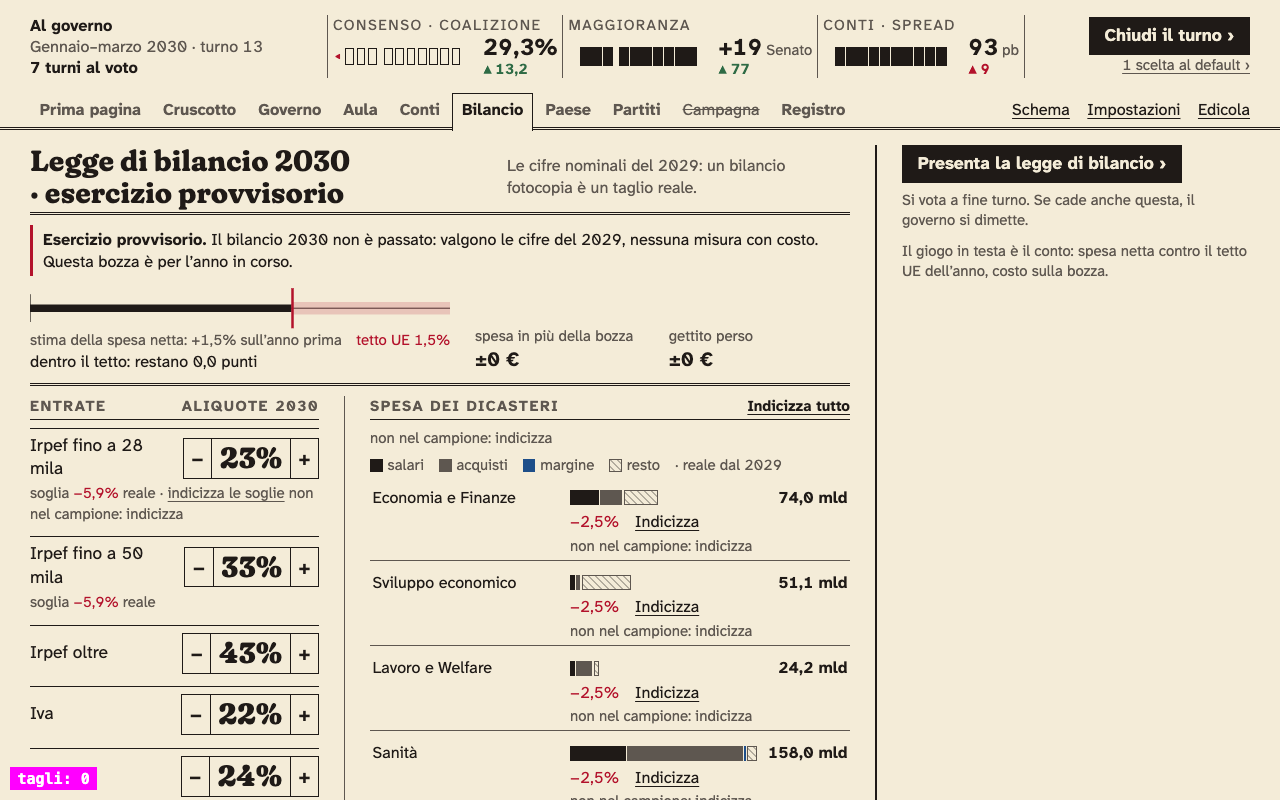 Al governo
Gennaio–marzo 2030 · turno 13
7 turni al voto
CONSENSO · COALIZIONE
29,3%
▲13,2
MAGGIORANZA
+19 Senato
▲77
CONTI · SPREAD
93 pb
▲9
Chiudi il turno ›
1 scelta al default ›
Prima pagina
Cruscotto
Governo
Aula
Conti
Bilancio
Paese
Partiti
Campagna
Registro
Schema
Impostazioni
Edicola
Legge di bilancio 2030
· esercizio provvisorio
Le cifre nominali del 2029: un bilancio
fotocopia è un taglio reale.
Esercizio provvisorio. Il bilancio 2030 non è passato: valgono le cifre del 2029, nessuna misura con costo.
Questa bozza è per l’anno in corso.
stima della spesa netta: +1,5% sull’anno prima
tetto UE 1,5%
dentro il tetto: restano 0,0 punti
spesa in più della bozza
±0 €
gettito perso
±0 €
ENTRATE
ALIQUOTE 2030
Irpef fino a 28
mila
– 23% +
soglia –5,9% reale · indicizza le soglie non
nel campione: indicizza
Irpef fino a 50
mila
– 33% +
soglia –5,9% reale
Irpef oltre
– 43% +
Iva
– 22% +
– 24% +
SPESA DEI DICASTERI
Indicizza tutto
non nel campione: indicizza
salari
acquisti
margine
resto
· reale dal 2029
Economia e Finanze
74,0 mld
–2,5% Indicizza
non nel campione: indicizza
Sviluppo economico
51,1 mld
–2,5% Indicizza
non nel campione: indicizza
Lavoro e Welfare
24,2 mld
–2,5% Indicizza
non nel campione: indicizza
Sanità
158,0 mld
–2,5% Indicizza
non nel campione: indicizza
Presenta la legge di bilancio ›
Si vota a fine turno. Se cade anche questa, il
governo si dimette.
Il giogo in testa è il conto: spesa netta contro il tetto
UE dell’anno, costo sulla bozza.
tagli: 0